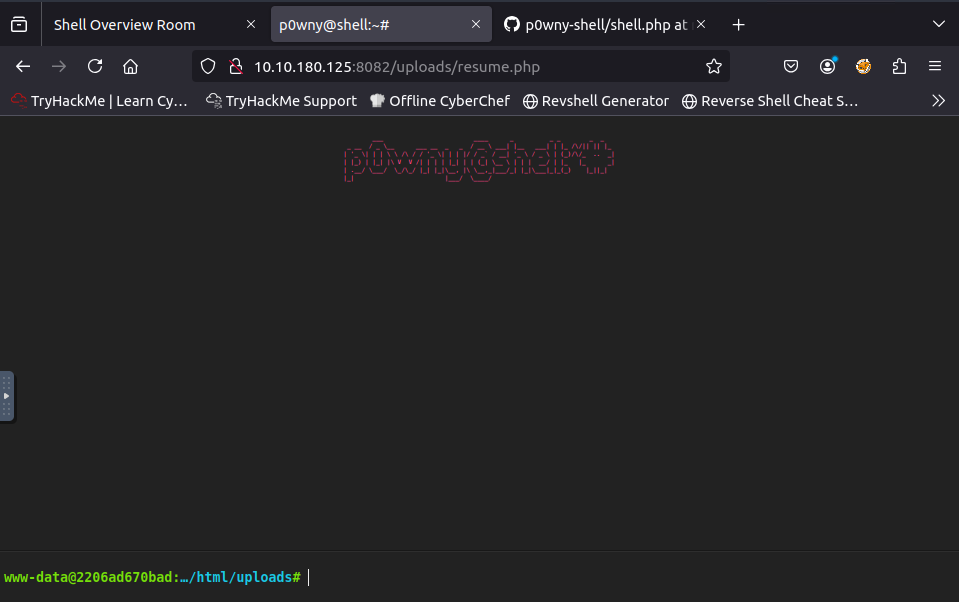 Shell Overview Room
p0wny@shell:~#
p0wny-shell/shell.php at
10.10.180.125:8082/uploads/resume.php
TryHackMe | Learn Cy… TryHackMe Support Offline CyberChef Revshell Generator Reverse Shell Cheat S…
p0wny@shell:~#
www-data@2206ad670bad:…/html/uploads#